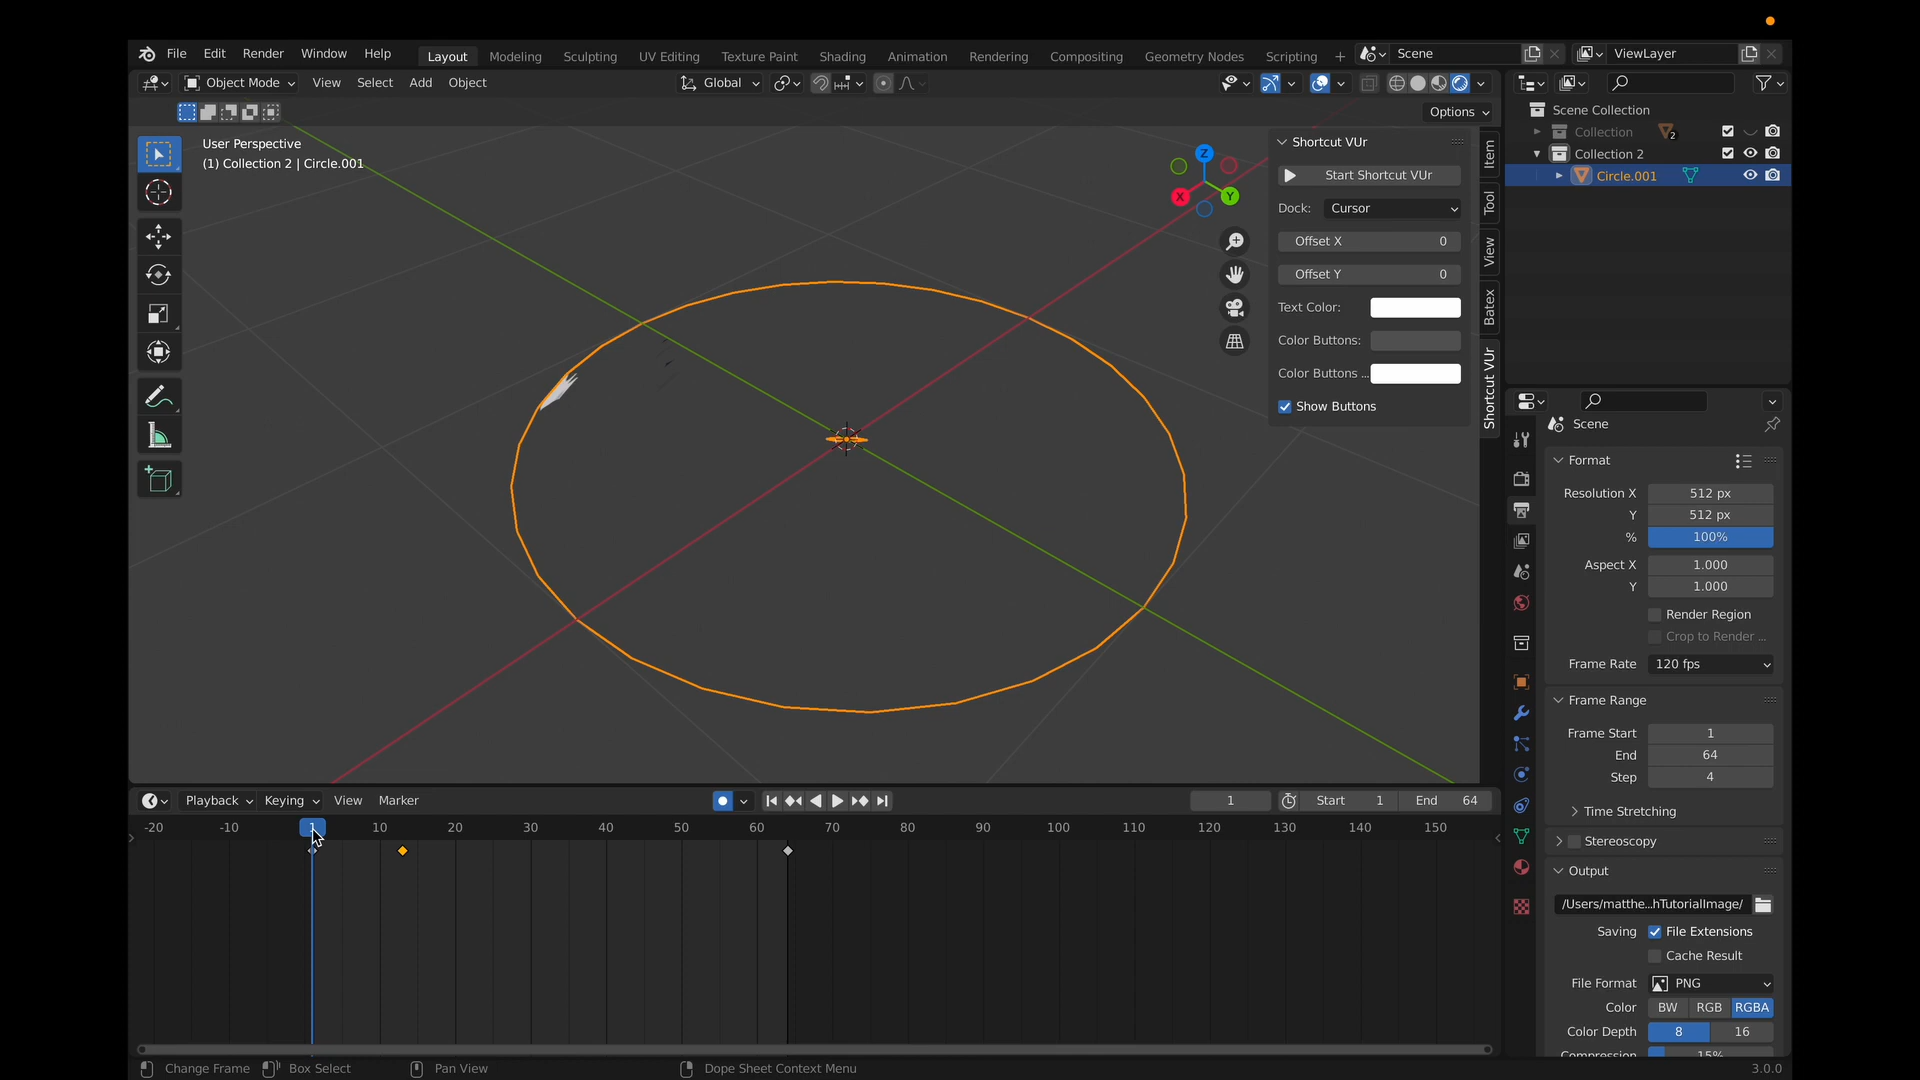 File Edit Render Window Help Layout Modeling Sculpting UV Editing Texture Paint Shading Animation Rendering Compositing Geometry Nodes Scripting + Scene ViewLayer
Object Mode View Select Add Object Global
Options
User Perspective
(1) Collection 2 | Circle.001
Z
X
Y
Shortcut VUr
Start Shortcut VUr
Dock: Cursor
Offset X 0
Offset Y 0
Text Color:
Color Buttons:
Color Buttons ...
Show Buttons
Item
Tool
View
Batex
Shortcut VUr
Scene Collection
Collection 2
Collection 2
Circle.001
Scene
Format
Resolution X 512 px
Y 512 px
% 100%
Aspect X 1.000
Y 1.000
Render Region
Crop to Render ...
Frame Rate 120 fps
Frame Range
Frame Start 1
End 64
Step 4
Time Stretching
Stereoscopy
Output
/Users/matthe...hTutorialImage/
Saving File Extensions
Cache Result
File Format PNG
Color BW RGB RGBA
Color Depth 8 16
Compression 15%
Playback Keying View Marker 1 Start 1 End 64
-20 -10 1 10 20 30 40 50 60 70 80 90 100 110 120 130 140 150
Change Frame Box Select Pan View Dope Sheet Context Menu 3.0.0